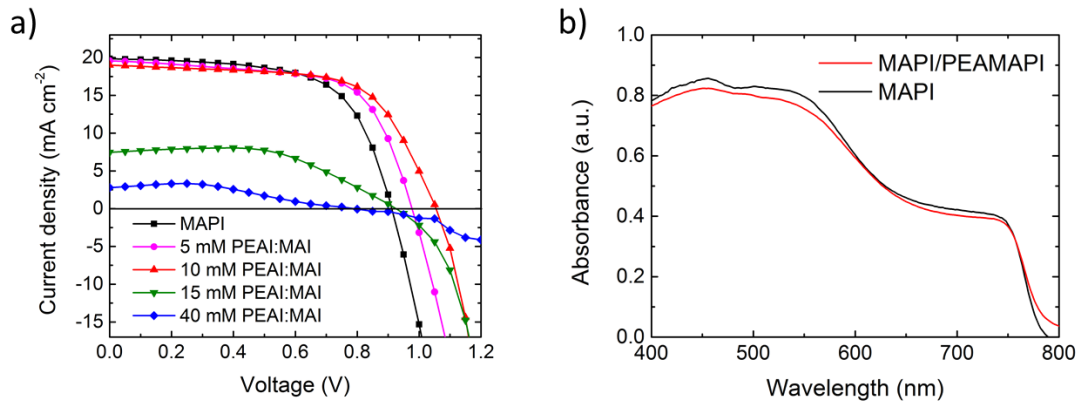 a)
Current density (mA cm⁻²)
20
15
10
5
0
-5
-10
-15
MAPI
5 mM PEAI:MAI
10 mM PEAI:MAI
15 mM PEAI:MAI
40 mM PEAI:MAI
0.0 0.2 0.4 0.6 0.8 1.0 1.2
Voltage (V)
b)
Absorbance (a.u.)
1.0
0.8
0.6
0.4
0.2
0.0
MAPI/PEAMAPI
MAPI
400 500 600 700 800
Wavelength (nm)